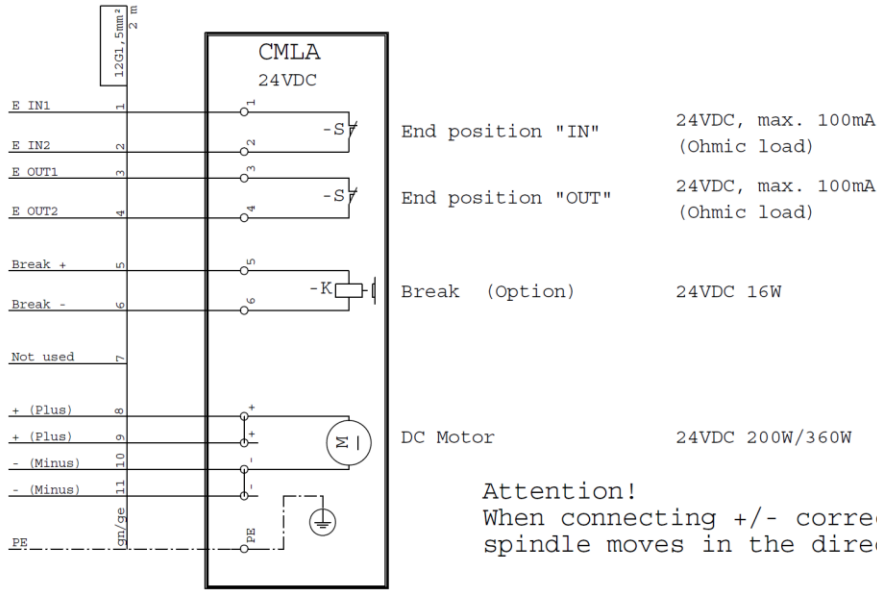 12G1,5mm²
2 m
CMLA
24VDC
E IN1 1 1
-S End position "IN" 24VDC, max. 100mA
(Ohmic load)
E IN2 2 2
E OUT1 3 3
-S End position "OUT" 24VDC, max. 100mA
(Ohmic load)
E OUT2 4 4
Break + 5 5
-K Break (Option) 24VDC 16W
Break - 6 6
Not used 7
+ (Plus) 8 +
+ (Plus) 9 +
M DC Motor 24VDC 200W/360W
- (Minus) 10 -
- (Minus) 11 -
Attention!
When connecting +/- corre
spindle moves in the dire
PE gn/ge PE